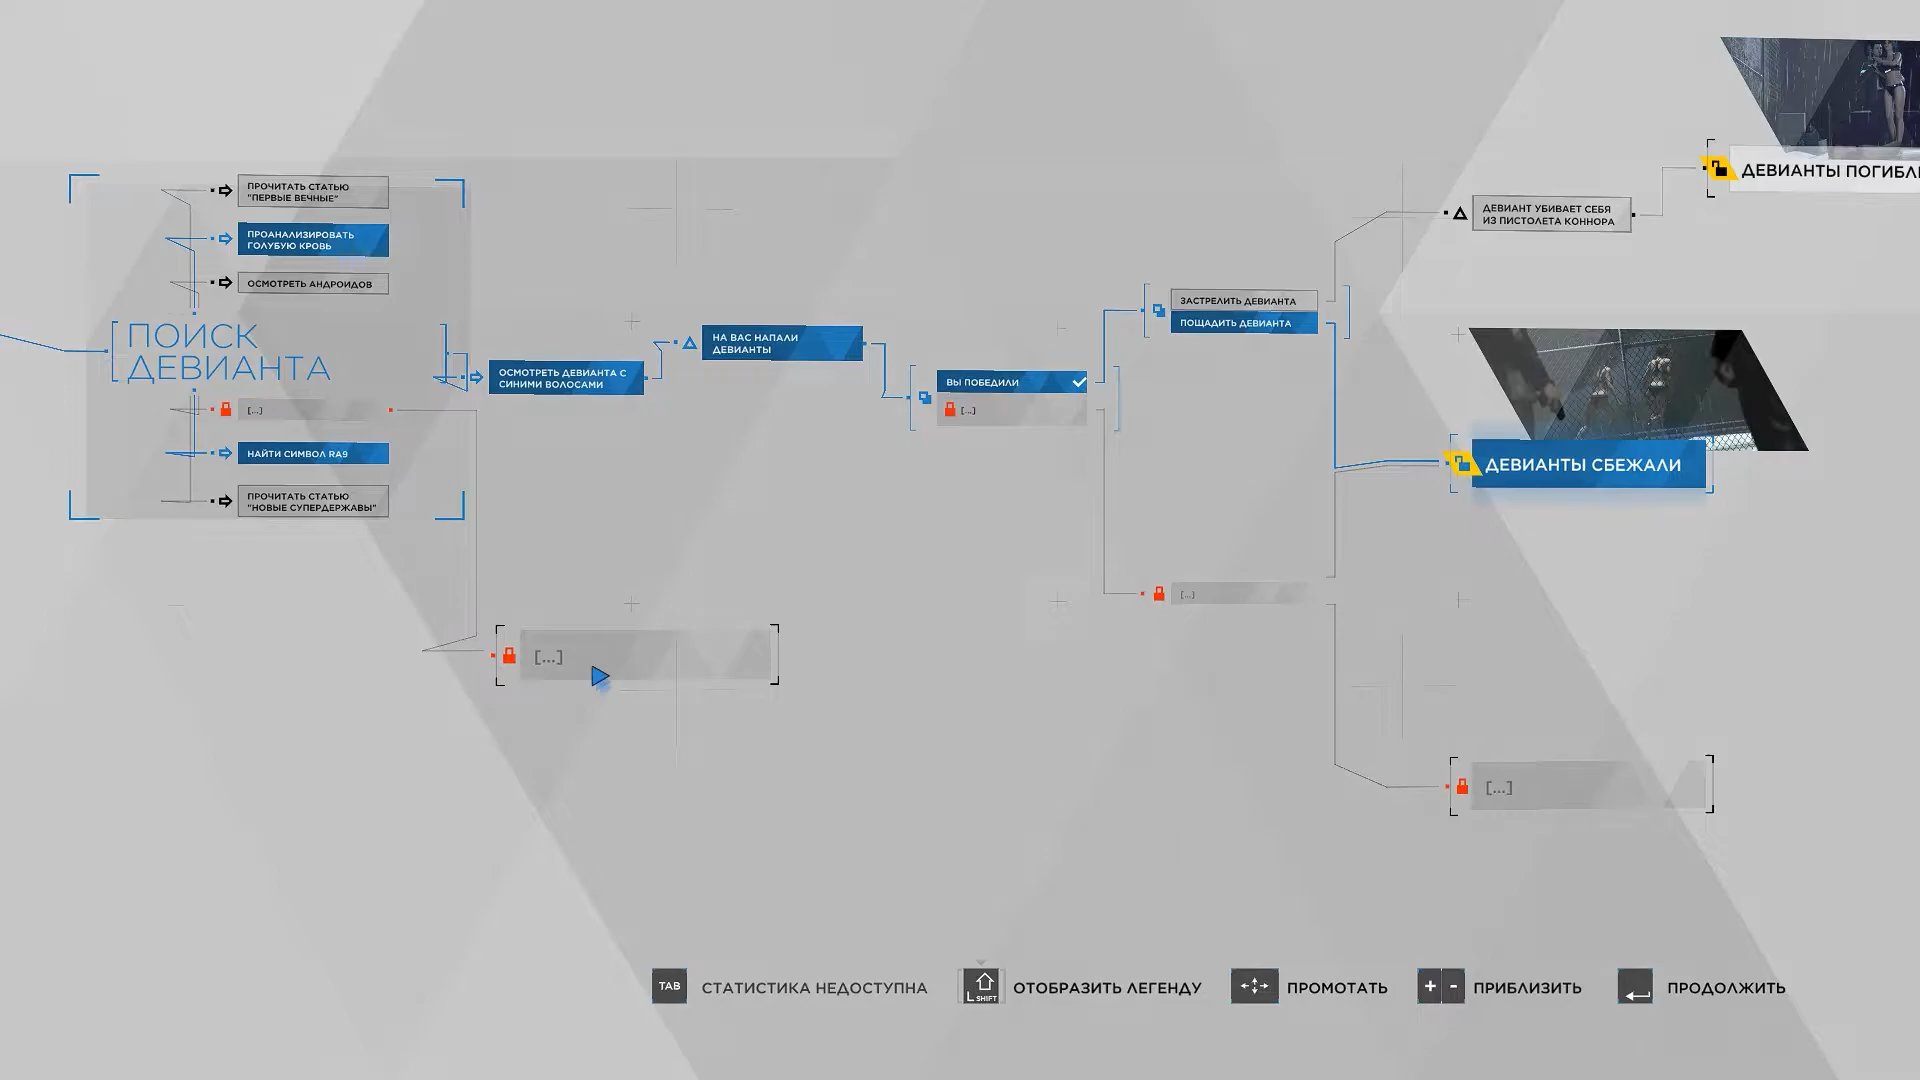 ПРОЧИТАТЬ СТАТЬЮ
"ПЕРВЫЕ ВЕЧНЫЕ"
ПРОАНАЛИЗИРОВАТЬ
ГОЛУБУЮ КРОВЬ
ОСМОТРЕТЬ АНДРОИДОВ
ПОИСК
ДЕВИАНТА
[...]
НАЙТИ СИМВОЛ RA9
ПРОЧИТАТЬ СТАТЬЮ
"НОВЫЕ СУПЕРДЕРЖАВЫ"
ОСМОТРЕТЬ ДЕВИАНТА С
СИНИМИ ВОЛОСАМИ
[...]
НА ВАС НАПАЛИ
ДЕВИАНТЫ
ВЫ ПОБЕДИЛИ
[...]
ЗАСТРЕЛИТЬ ДЕВИАНТА
ПОЩАДИТЬ ДЕВИАНТА
[...]
ДЕВИАНТ УБИВАЕТ СЕБЯ
ИЗ ПИСТОЛЕТА КОННОРА
ДЕВИАНТЫ ПОГИБЛ
ДЕВИАНТЫ СБЕЖАЛИ
[...]
TAB СТАТИСТИКА НЕДОСТУПНА
L SHIFT ОТОБРАЗИТЬ ЛЕГЕНДУ
ПРОМОТАТЬ
+ - ПРИБЛИЗИТЬ
ПРОДОЛЖИТЬ